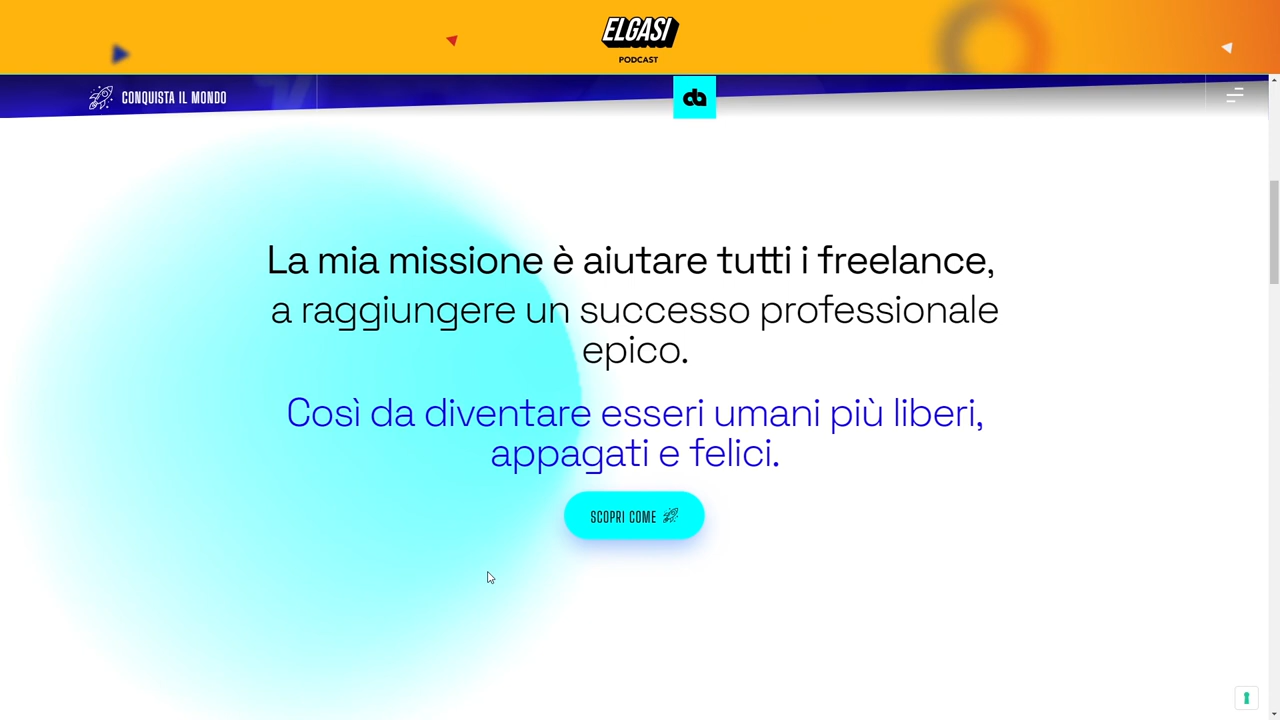 ELGASI
PODCAST
CONQUISTA IL MONDO
da
La mia missione è aiutare tutti i freelance,
a raggiungere un successo professionale
epico.
Così da diventare esseri umani più liberi,
appagati e felici.
SCOPRI COME